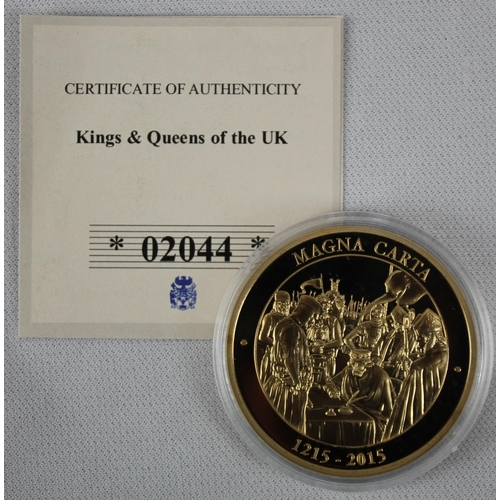 CERTIFICATE OF AUTHENTICITY
Kings & Queens of the UK
* 02044 *
MAGNA CARTA
1215 - 2015